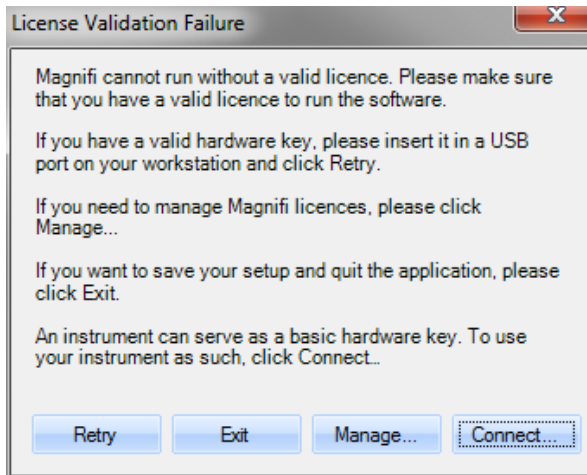 License Validation Failure
Magnifi cannot run without a valid licence. Please make sure
that you have a valid licence to run the software.
If you have a valid hardware key, please insert it in a USB
port on your workstation and click Retry.
If you need to manage Magnifi licences, please click
Manage...
If you want to save your setup and quit the application, please
click Exit.
An instrument can serve as a basic hardware key. To use
your instrument as such, click Connect...
Retry Exit Manage... Connect...